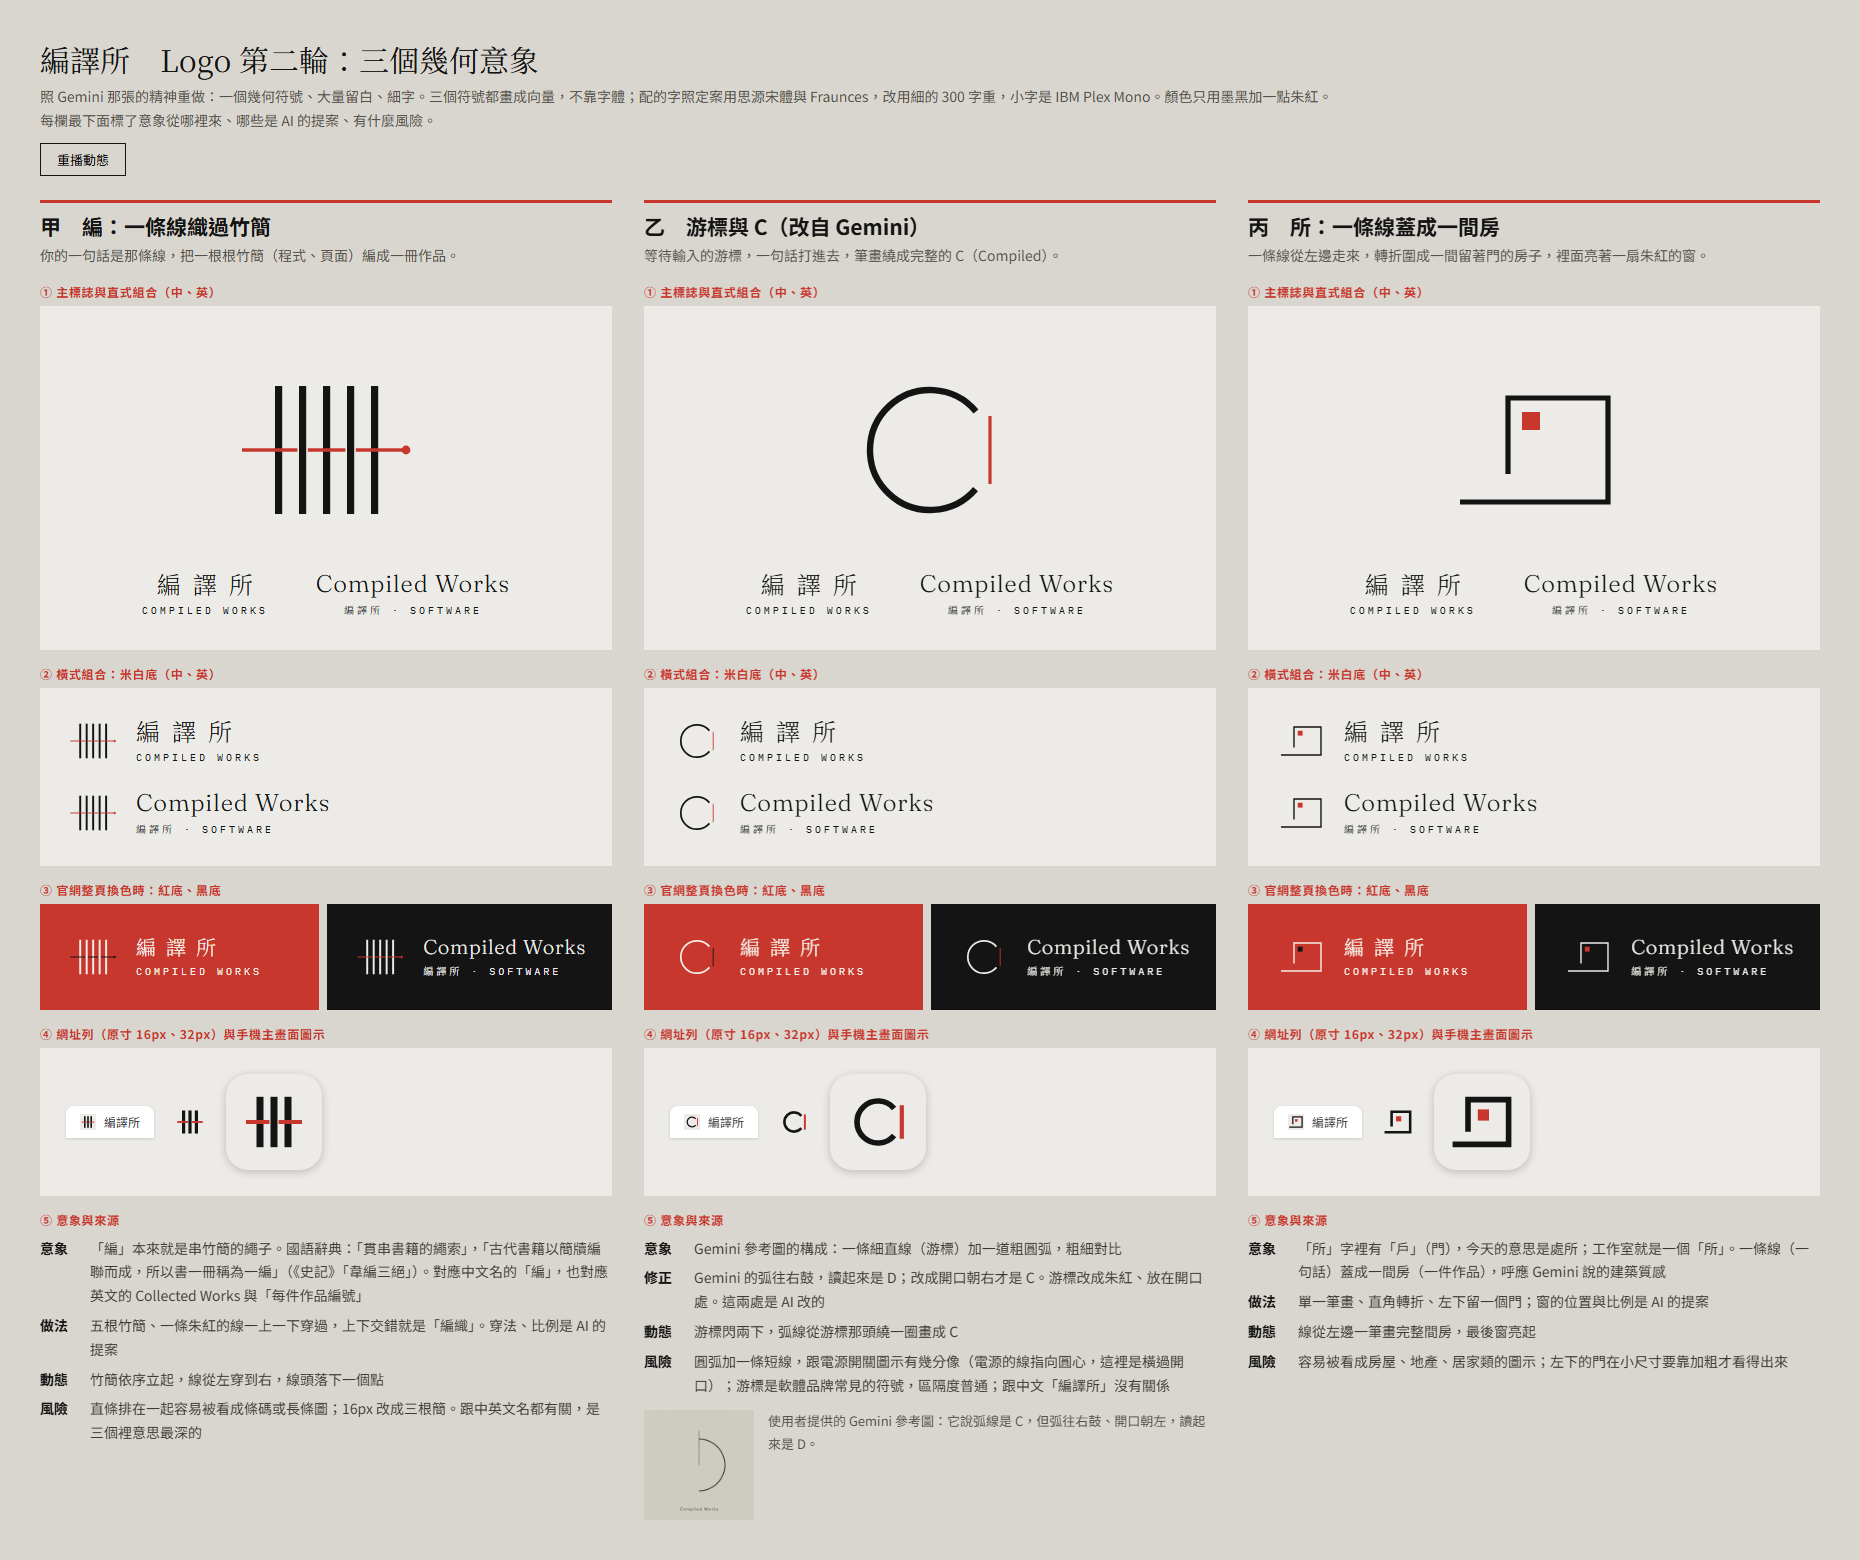 編譯所　Logo 第二輪：三個幾何意象
照 Gemini 那張的精神重做：一個幾何符號、大量留白、細字。三個符號都畫成向量，不靠字體；配的字照定案用思源宋體與 Fraunces，改用細的 300 字重，小字是 IBM Plex Mono。顏色只用墨黑加一點朱紅。
每欄最下面標了意象從哪裡來、哪些是 AI 的提案、有什麼風險。
重播動態
甲　編：一條線織過竹簡
你的一句話是那條線，把一根根竹簡（程式、頁面）編成一冊作品。
① 主標誌與直式組合（中、英）
編譯所
COMPILED WORKS
Compiled Works
編譯所 · SOFTWARE
② 橫式組合：米白底（中、英）
編譯所
COMPILED WORKS
Compiled Works
編譯所 · SOFTWARE
③ 官網整頁換色時：紅底、黑底
編譯所
COMPILED WORKS
Compiled Works
編譯所 · SOFTWARE
④ 網址列（原寸 16px、32px）與手機主畫面圖示
編譯所
⑤ 意象與來源
意象 「編」本來就是串竹簡的繩子。國語辭典：「貫串書籍的繩索」，「古代書籍以簡牘編
聯而成，所以書一冊稱為一編」（《史記》「韋編三絕」）。對應中文名的「編」，也對應
英文的 Collected Works 與「每件作品編號」
做法 五根竹簡、一條朱紅的線一上一下穿過，上下交錯就是「編織」。穿法、比例是 AI 的
提案
動態 竹簡依序立起，線從左穿到右，線頭落下一個點
風險 直條排在一起容易被看成條碼或長條圖；16px 改成三根簡。跟中英文名都有關，是
三個裡意思最深的
乙　游標與 C（改自 Gemini）
等待輸入的游標，一句話打進去，筆畫繞成完整的 C（Compiled）。
① 主標誌與直式組合（中、英）
編譯所
COMPILED WORKS
Compiled Works
編譯所 · SOFTWARE
② 橫式組合：米白底（中、英）
編譯所
COMPILED WORKS
Compiled Works
編譯所 · SOFTWARE
③ 官網整頁換色時：紅底、黑底
編譯所
COMPILED WORKS
Compiled Works
編譯所 · SOFTWARE
④ 網址列（原寸 16px、32px）與手機主畫面圖示
編譯所
⑤ 意象與來源
意象 Gemini 參考圖的構成：一條細直線（游標）加一道粗圓弧，粗細對比
修正 Gemini 的弧往右鼓，讀起來是 D；改成開口朝右才是 C。游標改成朱紅、放在開口
處。這兩處是 AI 改的
動態 游標閃兩下，弧線從游標那頭繞一圈畫成 C
風險 圓弧加一條短線，跟電源開關圖示有幾分像（電源的線指向圓心，這裡是橫過開
口）；游標是軟體品牌常見的符號，區隔度普通；跟中文「編譯所」沒有關係
Compiled Works
使用者提供的 Gemini 參考圖：它說弧線是 C，但弧往右鼓、開口朝左，讀起
來是 D。
丙　所：一條線蓋成一間房
一條線從左邊走來，轉折圍成一間留著門的房子，裡面亮著一扇朱紅的窗。
① 主標誌與直式組合（中、英）
編譯所
COMPILED WORKS
Compiled Works
編譯所 · SOFTWARE
② 橫式組合：米白底（中、英）
編譯所
COMPILED WORKS
Compiled Works
編譯所 · SOFTWARE
③ 官網整頁換色時：紅底、黑底
編譯所
COMPILED WORKS
Compiled Works
編譯所 · SOFTWARE
④ 網址列（原寸 16px、32px）與手機主畫面圖示
編譯所
⑤ 意象與來源
意象 「所」字裡有「戶」（門），今天的意思是處所；工作室就是一個「所」。一條線（一
句話）蓋成一間房（一件作品），呼應 Gemini 說的建築質感
做法 單一筆畫、直角轉折、左下留一個門；窗的位置與比例是 AI 的提案
動態 線從左邊一筆畫完整間房，最後窗亮起
風險 容易被看成房屋、地產、居家類的圖示；左下的門在小尺寸要靠加粗才看得出來